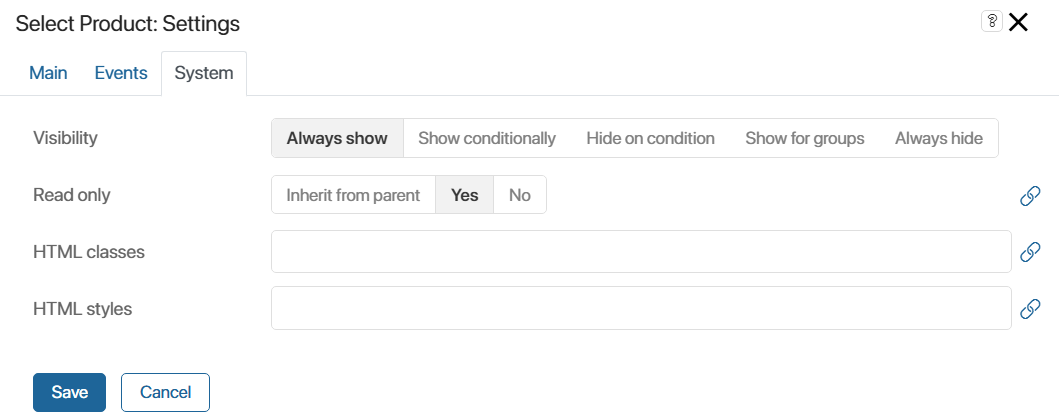 Select Product: Settings ?
Main Events System
Visibility Always show Show conditionally Hide on condition Show for groups Always hide
Read only Inherit from parent Yes No
HTML classes
HTML styles
Save Cancel